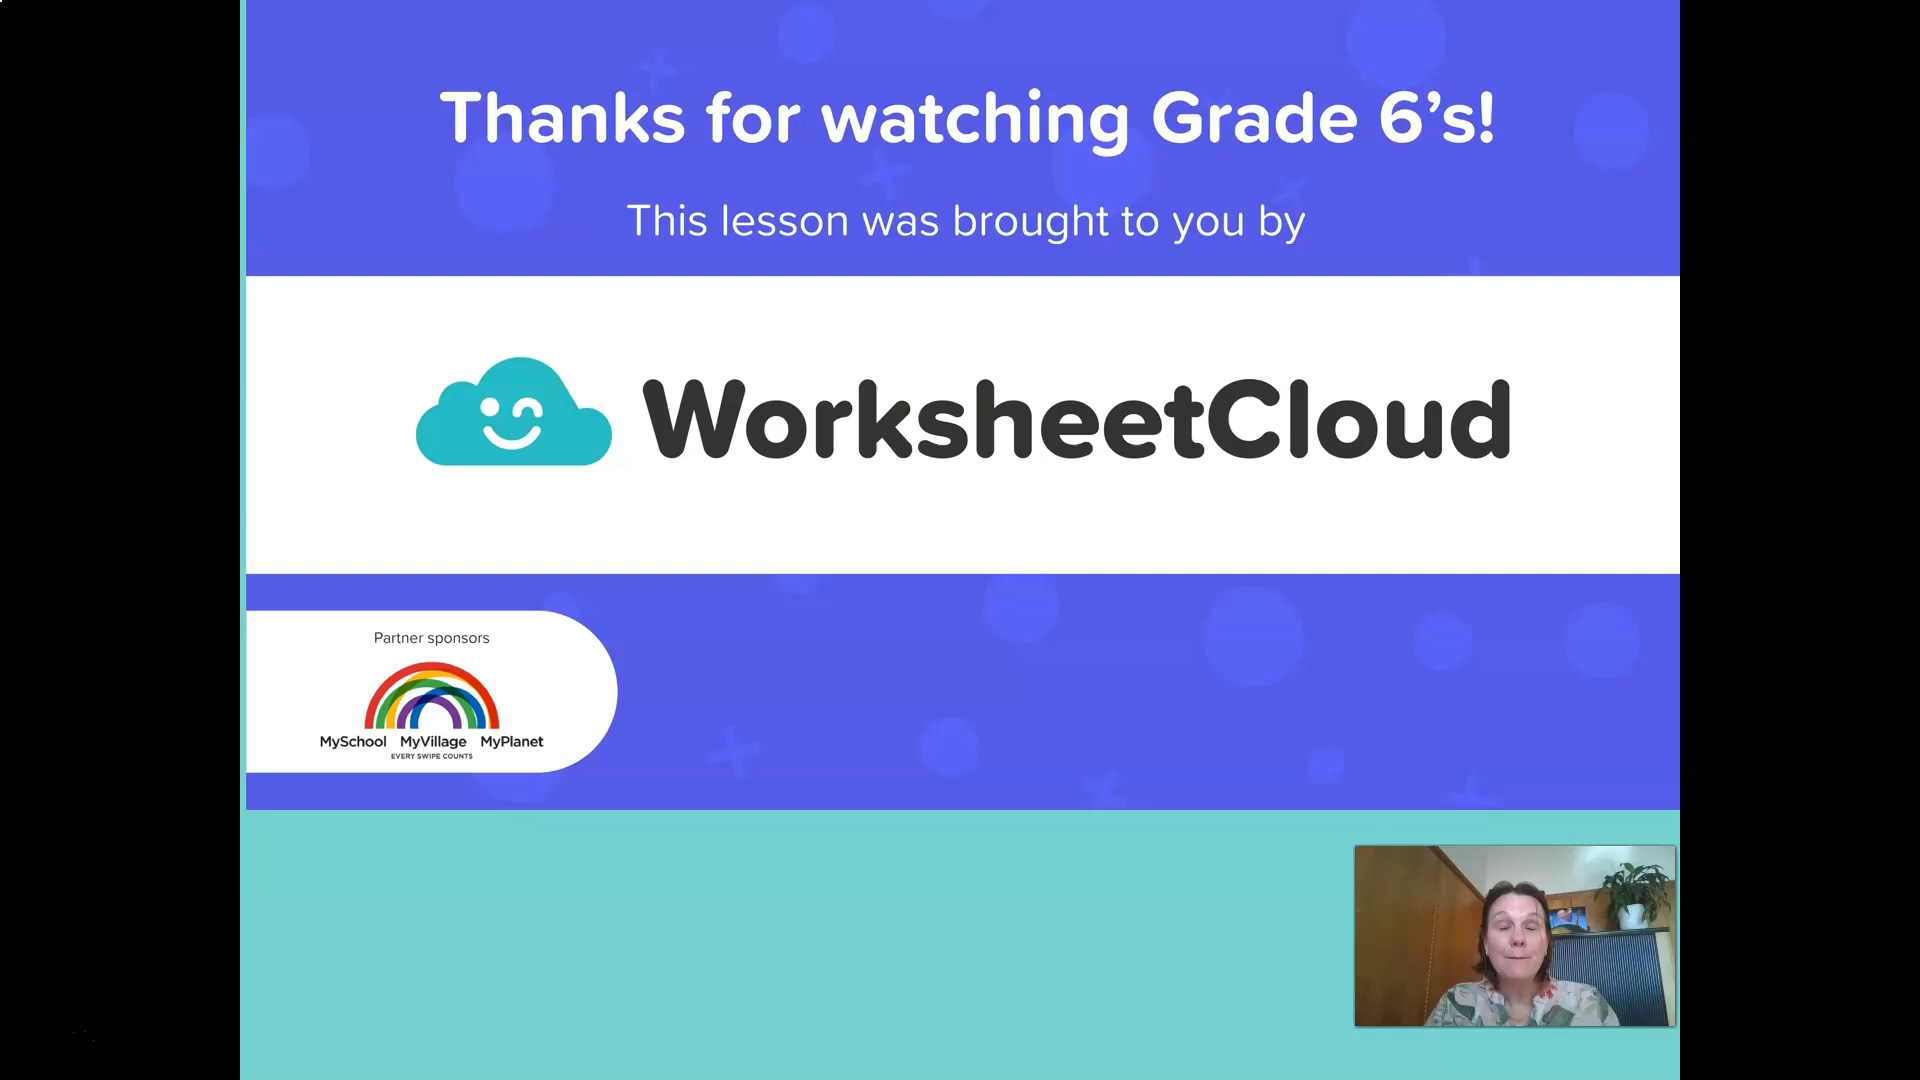 Thanks for watching Grade 6’s!
This lesson was brought to you by
WorksheetCloud
Partner sponsors
MySchool MyVillage MyPlanet
EVERY SWIPE COUNTS